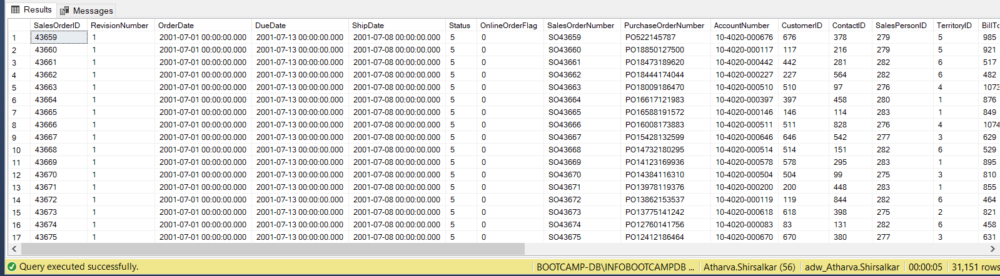 Results Messages
SalesOrderID RevisionNumber OrderDate DueDate ShipDate Status OnlineOrderFlag SalesOrderNumber PurchaseOrderNumber AccountNumber CustomerID ContactID SalesPersonID TerritoryID BillTo
1 43659 1 2001-07-01 00:00:00.000 2001-07-13 00:00:00.000 2001-07-08 00:00:00.000 5 0 SO43659 PO522145787 10-4020-000676 676 378 279 5 985
2 43660 1 2001-07-01 00:00:00.000 2001-07-13 00:00:00.000 2001-07-08 00:00:00.000 5 0 SO43660 PO18850127500 10-4020-000117 117 216 279 5 921
3 43661 1 2001-07-01 00:00:00.000 2001-07-13 00:00:00.000 2001-07-08 00:00:00.000 5 0 SO43661 PO18473189620 10-4020-000442 442 281 282 6 517
4 43662 1 2001-07-01 00:00:00.000 2001-07-13 00:00:00.000 2001-07-08 00:00:00.000 5 0 SO43662 PO18444174044 10-4020-000227 227 564 282 6 482
5 43663 1 2001-07-01 00:00:00.000 2001-07-13 00:00:00.000 2001-07-08 00:00:00.000 5 0 SO43663 PO18009186470 10-4020-000510 510 97 276 4 1073
6 43664 1 2001-07-01 00:00:00.000 2001-07-13 00:00:00.000 2001-07-08 00:00:00.000 5 0 SO43664 PO16617121983 10-4020-000397 397 458 280 1 876
7 43665 1 2001-07-01 00:00:00.000 2001-07-13 00:00:00.000 2001-07-08 00:00:00.000 5 0 SO43665 PO16588191572 10-4020-000146 146 114 283 1 849
8 43666 1 2001-07-01 00:00:00.000 2001-07-13 00:00:00.000 2001-07-08 00:00:00.000 5 0 SO43666 PO16008173883 10-4020-000511 511 828 276 4 1074
9 43667 1 2001-07-01 00:00:00.000 2001-07-13 00:00:00.000 2001-07-08 00:00:00.000 5 0 SO43667 PO15428132599 10-4020-000646 646 542 277 3 629
10 43668 1 2001-07-01 00:00:00.000 2001-07-13 00:00:00.000 2001-07-08 00:00:00.000 5 0 SO43668 PO14732180295 10-4020-000514 514 151 282 6 529
11 43669 1 2001-07-01 00:00:00.000 2001-07-13 00:00:00.000 2001-07-08 00:00:00.000 5 0 SO43669 PO14123169936 10-4020-000578 578 295 283 1 895
12 43670 1 2001-07-01 00:00:00.000 2001-07-13 00:00:00.000 2001-07-08 00:00:00.000 5 0 SO43670 PO14384116310 10-4020-000504 504 99 275 3 810
13 43671 1 2001-07-01 00:00:00.000 2001-07-13 00:00:00.000 2001-07-08 00:00:00.000 5 0 SO43671 PO13978119376 10-4020-000200 200 448 283 1 855
14 43672 1 2001-07-01 00:00:00.000 2001-07-13 00:00:00.000 2001-07-08 00:00:00.000 5 0 SO43672 PO13862153537 10-4020-000119 119 844 282 6 464
15 43673 1 2001-07-01 00:00:00.000 2001-07-13 00:00:00.000 2001-07-08 00:00:00.000 5 0 SO43673 PO13775141242 10-4020-000618 618 398 275 2 821
16 43674 1 2001-07-01 00:00:00.000 2001-07-13 00:00:00.000 2001-07-08 00:00:00.000 5 0 SO43674 PO12760141756 10-4020-000083 83 131 282 6 458
17 43675 1 2001-07-01 00:00:00.000 2001-07-13 00:00:00.000 2001-07-08 00:00:00.000 5 0 SO43675 PO12412186464 10-4020-000670 670 380 277 3 631
Query executed successfully. BOOTCAMP-DB\INFOBOOTCAMPDB ... Atharva.Shirsalkar (56) adw_Atharva.Shirsalkar 00:00:05 31,151 rows